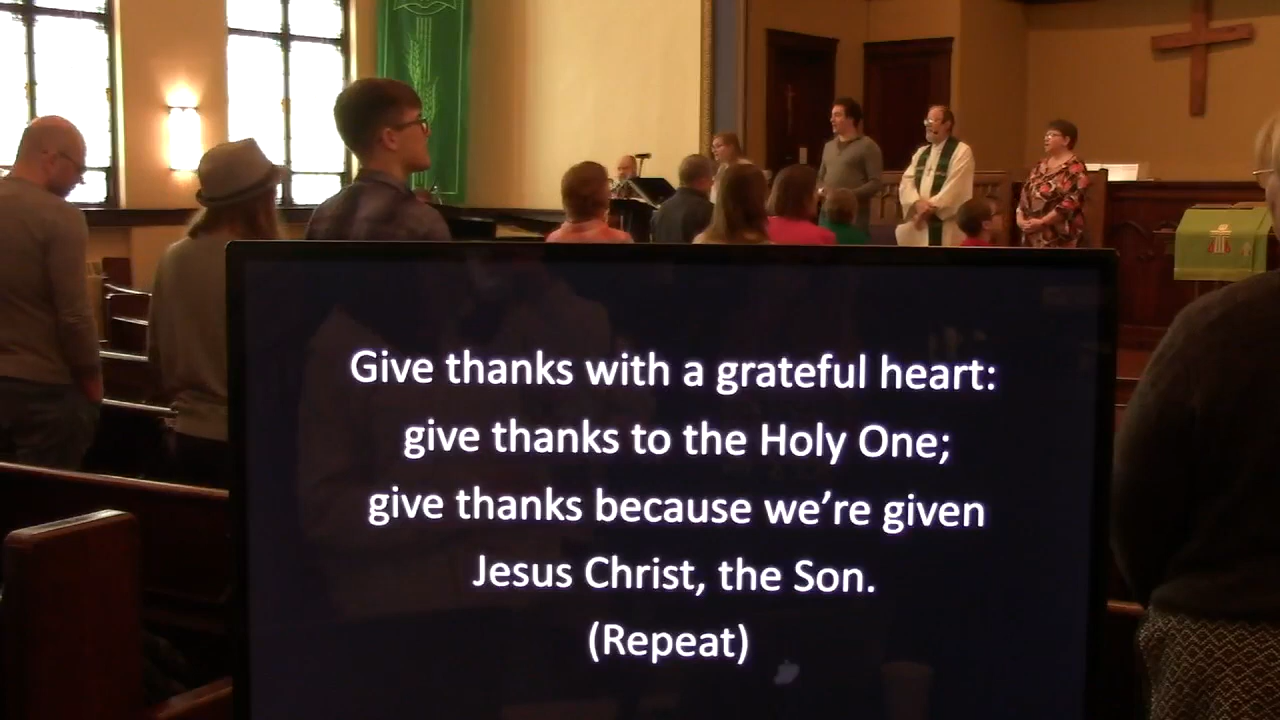 Give thanks with a grateful heart:
give thanks to the Holy One;
give thanks because we’re given
Jesus Christ, the Son.
(Repeat)